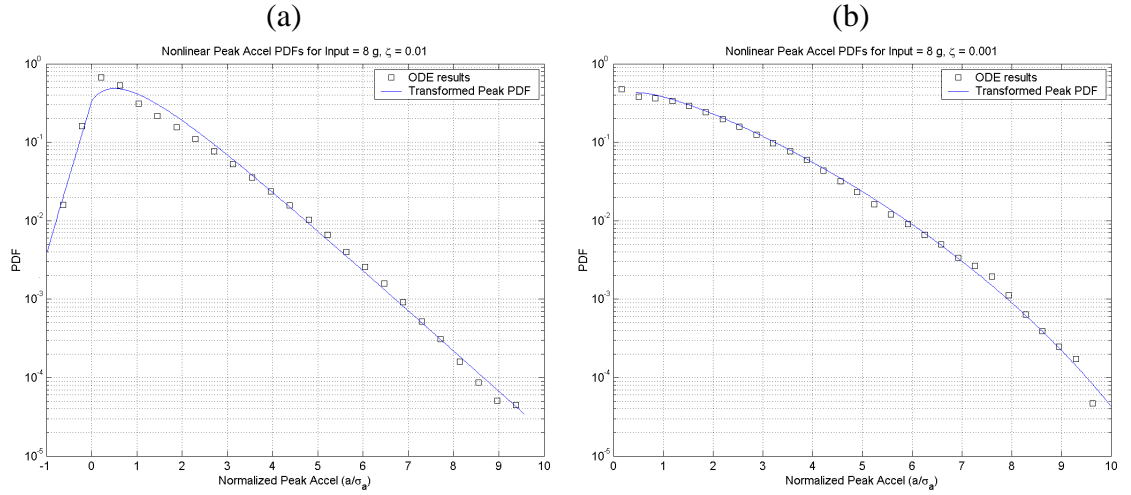 (a)
Nonlinear Peak Accel PDFs for Input = 8 g, ζ = 0.01
ODE results
Transformed Peak PDF
PDF
10^0
10^-1
10^-2
10^-3
10^-4
10^-5
-1 0 1 2 3 4 5 6 7 8 9 10
Normalized Peak Accel (a/σ_a)
(b)
Nonlinear Peak Accel PDFs for Input = 8 g, ζ = 0.001
ODE results
Transformed Peak PDF
PDF
10^0
10^-1
10^-2
10^-3
10^-4
10^-5
0 1 2 3 4 5 6 7 8 9 10
Normalized Peak Accel (a/σ_a)